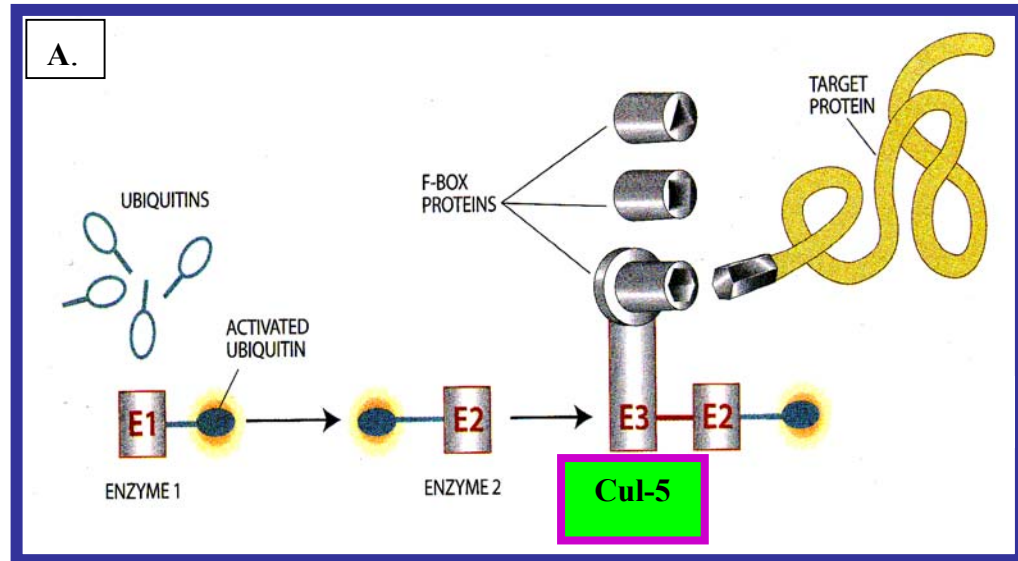 A.
TARGET
PROTEIN
F-BOX
PROTEINS
UBIQUITINS
ACTIVATED
UBIQUITIN
E1
E2
E3
E2
ENZYME 1
ENZYME 2
Cul-5